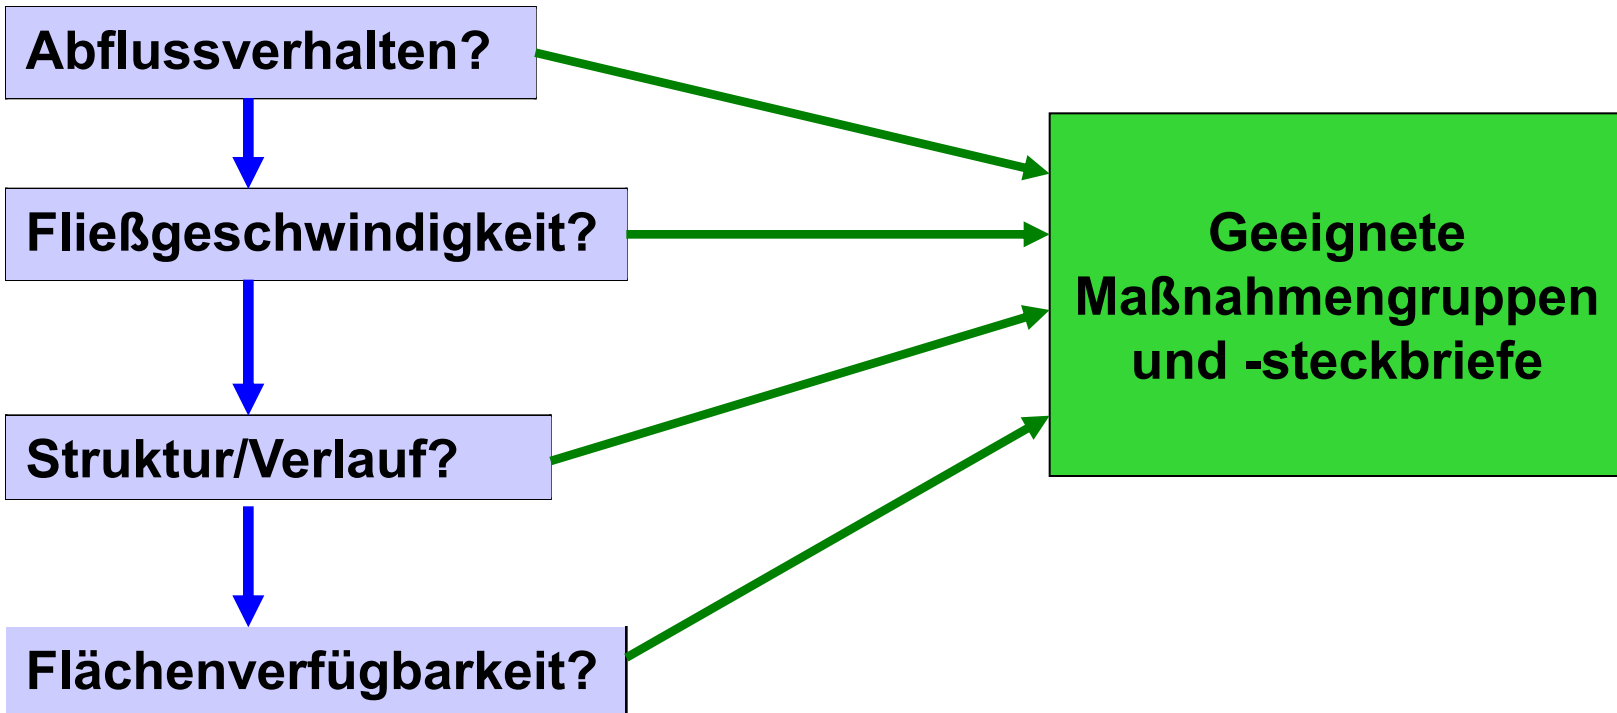 Abflussverhalten?
Fließgeschwindigkeit?
Struktur/Verlauf?
Flächenverfügbarkeit?
Geeignete
Maßnahmengruppen
und -steckbriefe